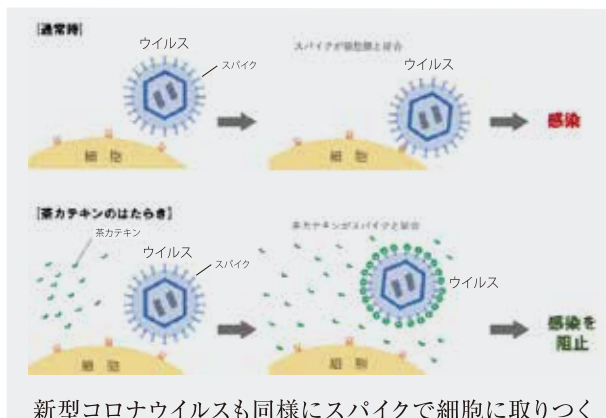 [通常時]
ウイルス
スパイク
スパイクが細胞膜と結合
ウイルス
細胞
細胞
感染
[茶カテキンのはたらき]
茶カテキン
ウイルス
スパイク
茶カテキンがスパイクと結合
ウイルス
細胞
細胞
感染を
阻止
新型コロナウイルスも同様にスパイクで細胞に取りつく